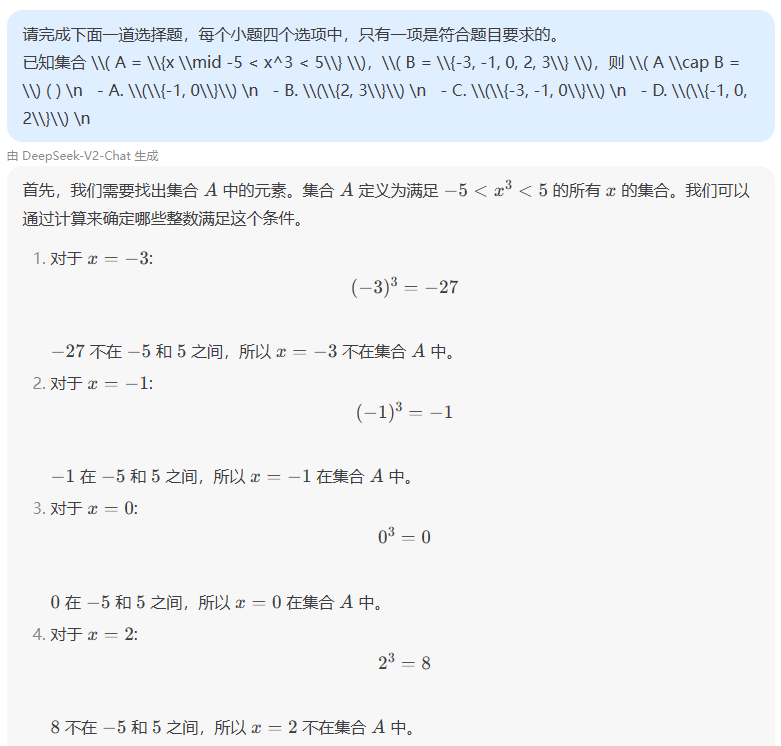 请完成下面一道选择题，每个小题四个选项中，只有一项是符合题目要求的。
已知集合 \\( A = \\{x \\mid -5 < x^3 < 5\\} \\)，\\( B = \\{-3, -1, 0, 2, 3\\} \\)，则 \\( A \\cap B =
\\) ( ) \n   - A. \\(\\{-1, 0\\}\\) \n   - B. \\(\\{2, 3\\}\\) \n   - C. \\(\\{-3, -1, 0\\}\\) \n   - D. \\(\\{-1, 0,
2\\}\\) \n
由 DeepSeek-V2-Chat 生成
首先，我们需要找出集合 A 中的元素。集合 A 定义为满足 −5 < x³ < 5 的所有 x 的集合。我们可以
通过计算来确定哪些整数满足这个条件。
1. 对于 x = −3:
(−3)³ = −27
−27 不在 −5 和 5 之间，所以 x = −3 不在集合 A 中。
2. 对于 x = −1:
(−1)³ = −1
−1 在 −5 和 5 之间，所以 x = −1 在集合 A 中。
3. 对于 x = 0:
0³ = 0
0 在 −5 和 5 之间，所以 x = 0 在集合 A 中。
4. 对于 x = 2:
2³ = 8
8 不在 −5 和 5 之间，所以 x = 2 不在集合 A 中。